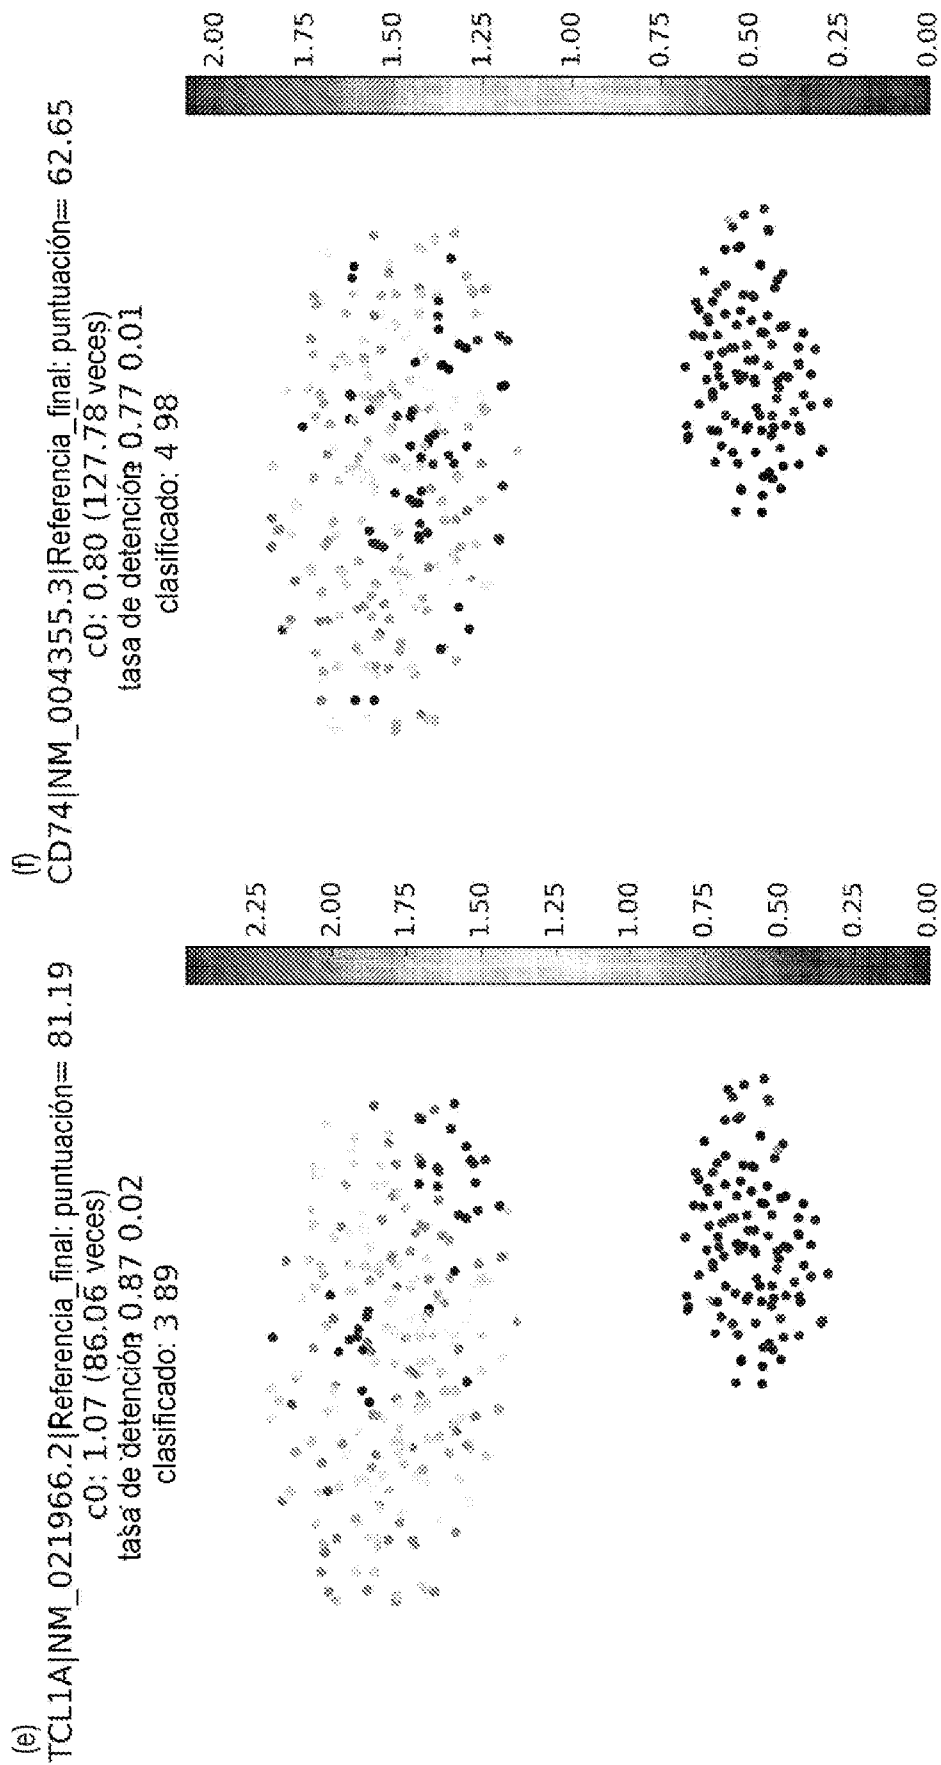 (e)
TCL1A|NM_021966.2|Referencia_final: puntuación= 81.19
c0: 1.07 (86.06 veces)
tasa de detención 0.87 0.02
clasificado: 3 89
2.25
2.00
1.75
1.50
1.25
1.00
0.75
0.50
0.25
0.00
(f)
CD74|NM_004355.3|Referencia_final: puntuación= 62.65
c0: 0.80 (127.78 veces)
tasa de detención 0.77 0.01
clasificado: 4 98
2.00
1.75
1.50
1.25
1.00
0.75
0.50
0.25
0.00